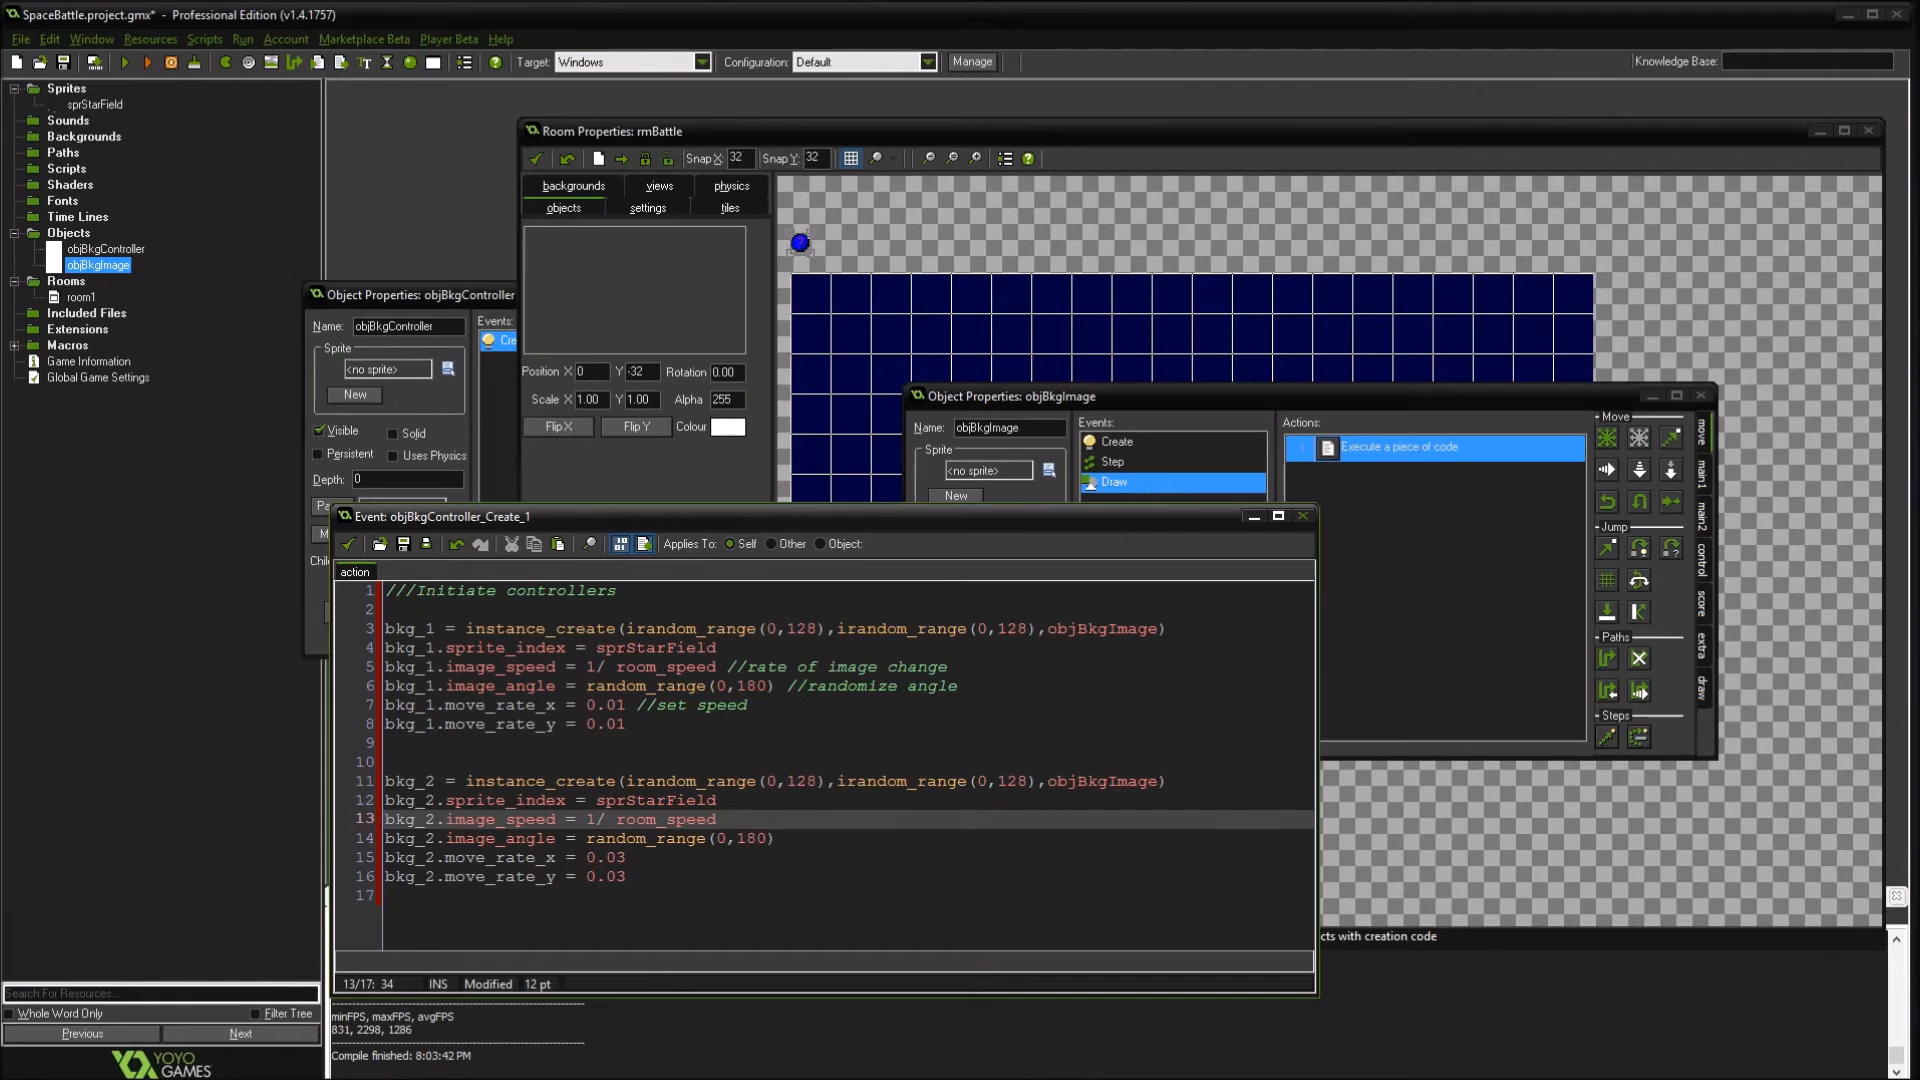 SpaceBattle.project.gmx* - Professional Edition (v1.4.1757)
File Edit Window Resources Scripts Run Account Marketplace Beta Player Beta Help
Target: Windows Configuration: Default Manage Knowledge Base:
Sprites
sprStarField
Sounds
Backgrounds
Paths
Scripts
Shaders
Fonts
Time Lines
Objects
objBkgController
objBkgImage
Rooms
room1
Included Files
Extensions
Macros
Game Information
Global Game Settings
Search For Resources...
Whole Word Only Filter Tree
Previous Next
YOYO
GAMES
Room Properties: rmBattle
Snap X: 32 Snap Y: 32
backgrounds views physics
objects settings tiles
Position X 0 Y -32 Rotation 0.00
Scale X 1.00 Y 1.00 Alpha 255
Flip X Flip Y Colour
Object Properties: objBkgController
Name: objBkgController Events:
Sprite
<no sprite>
New
Visible Solid
Persistent Uses Physics
Depth: 0
Object Properties: objBkgImage
Name: objBkgImage Events: Actions:
Sprite
<no sprite>
New
Create
Step
Draw
Execute a piece of code
Move
Jump
Paths
Steps
move
main1
main2
control
score
extra
draw
Event: objBkgController_Create_1
Applies To: Self Other Object:
action
1 ///Initiate controllers
2
3 bkg_1 = instance_create(irandom_range(0,128),irandom_range(0,128),objBkgImage)
4 bkg_1.sprite_index = sprStarField
5 bkg_1.image_speed = 1/ room_speed //rate of image change
6 bkg_1.image_angle = random_range(0,180) //randomize angle
7 bkg_1.move_rate_x = 0.01 //set speed
8 bkg_1.move_rate_y = 0.01
9
10
11 bkg_2 = instance_create(irandom_range(0,128),irandom_range(0,128),objBkgImage)
12 bkg_2.sprite_index = sprStarField
13 bkg_2.image_speed = 1/ room_speed
14 bkg_2.image_angle = random_range(0,180)
15 bkg_2.move_rate_x = 0.03
16 bkg_2.move_rate_y = 0.03
17
13/17: 34 INS Modified 12 pt
cts with creation code
minFPS, maxFPS, avgFPS
831, 2298, 1286
Compile finished: 8:03:42 PM